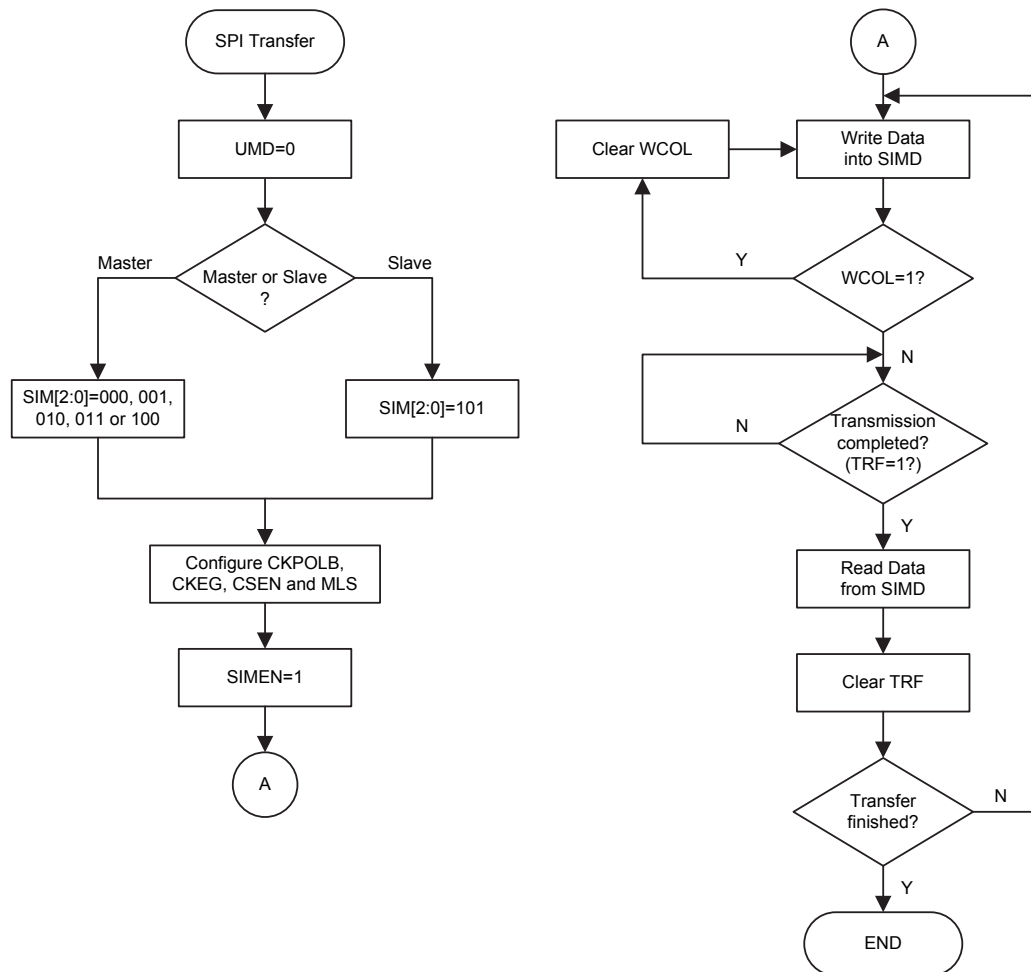 SPI Transfer
UMD=0
Master
Master or Slave
?
Slave
SIM[2:0]=000, 001,
010, 011 or 100
SIM[2:0]=101
Configure CKPOLB,
CKEG, CSEN and MLS
SIMEN=1
A
A
Clear WCOL
Write Data
into SIMD
Y
WCOL=1?
N
N
Transmission
completed?
(TRF=1?)
Y
Read Data
from SIMD
Clear TRF
Transfer
finished?
N
Y
END